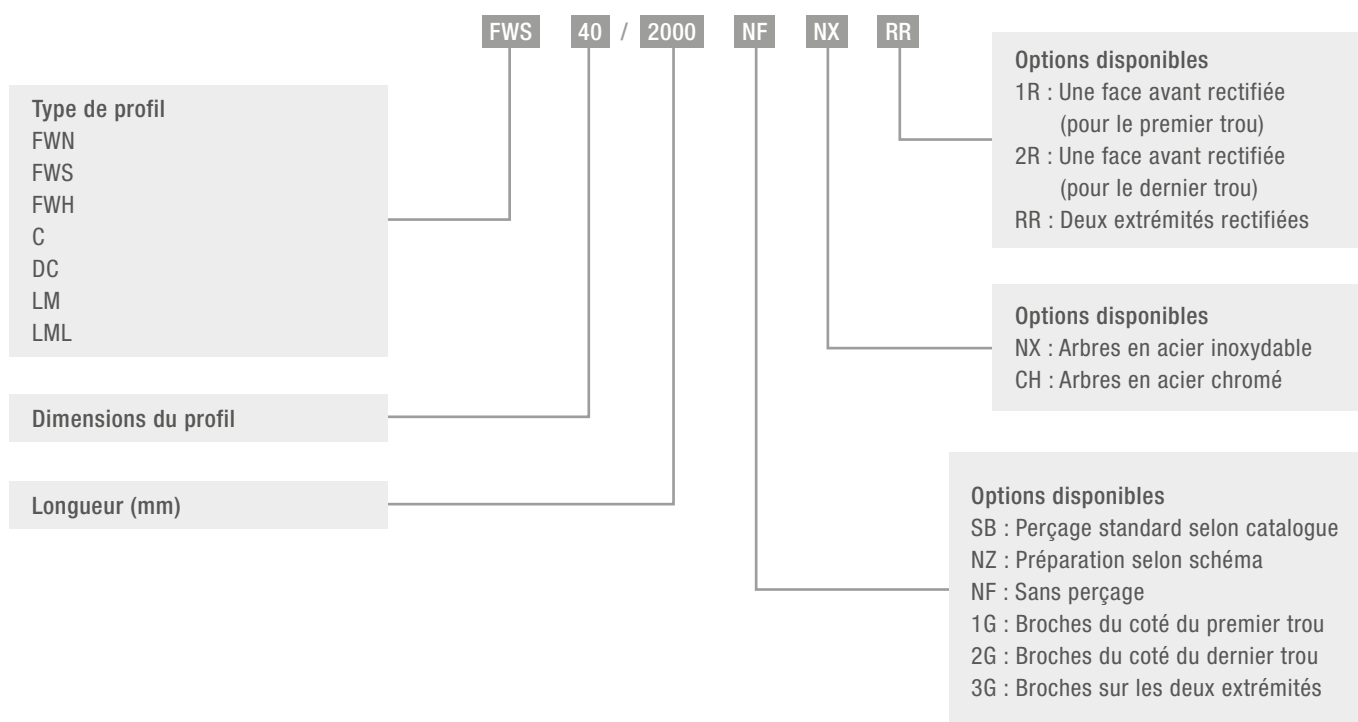 FWS 40 / 2000 NF NX RR
Type de profil
FWN
FWS
FWH
C
DC
LM
LML
Dimensions du profil
Longueur (mm)
Options disponibles
1R : Une face avant rectifiée
(pour le premier trou)
2R : Une face avant rectifiée
(pour le dernier trou)
RR : Deux extrémités rectifiées
Options disponibles
NX : Arbres en acier inoxydable
CH : Arbres en acier chromé
Options disponibles
SB : Perçage standard selon catalogue
NZ : Préparation selon schéma
NF : Sans perçage
1G : Broches du coté du premier trou
2G : Broches du coté du dernier trou
3G : Broches sur les deux extrémités